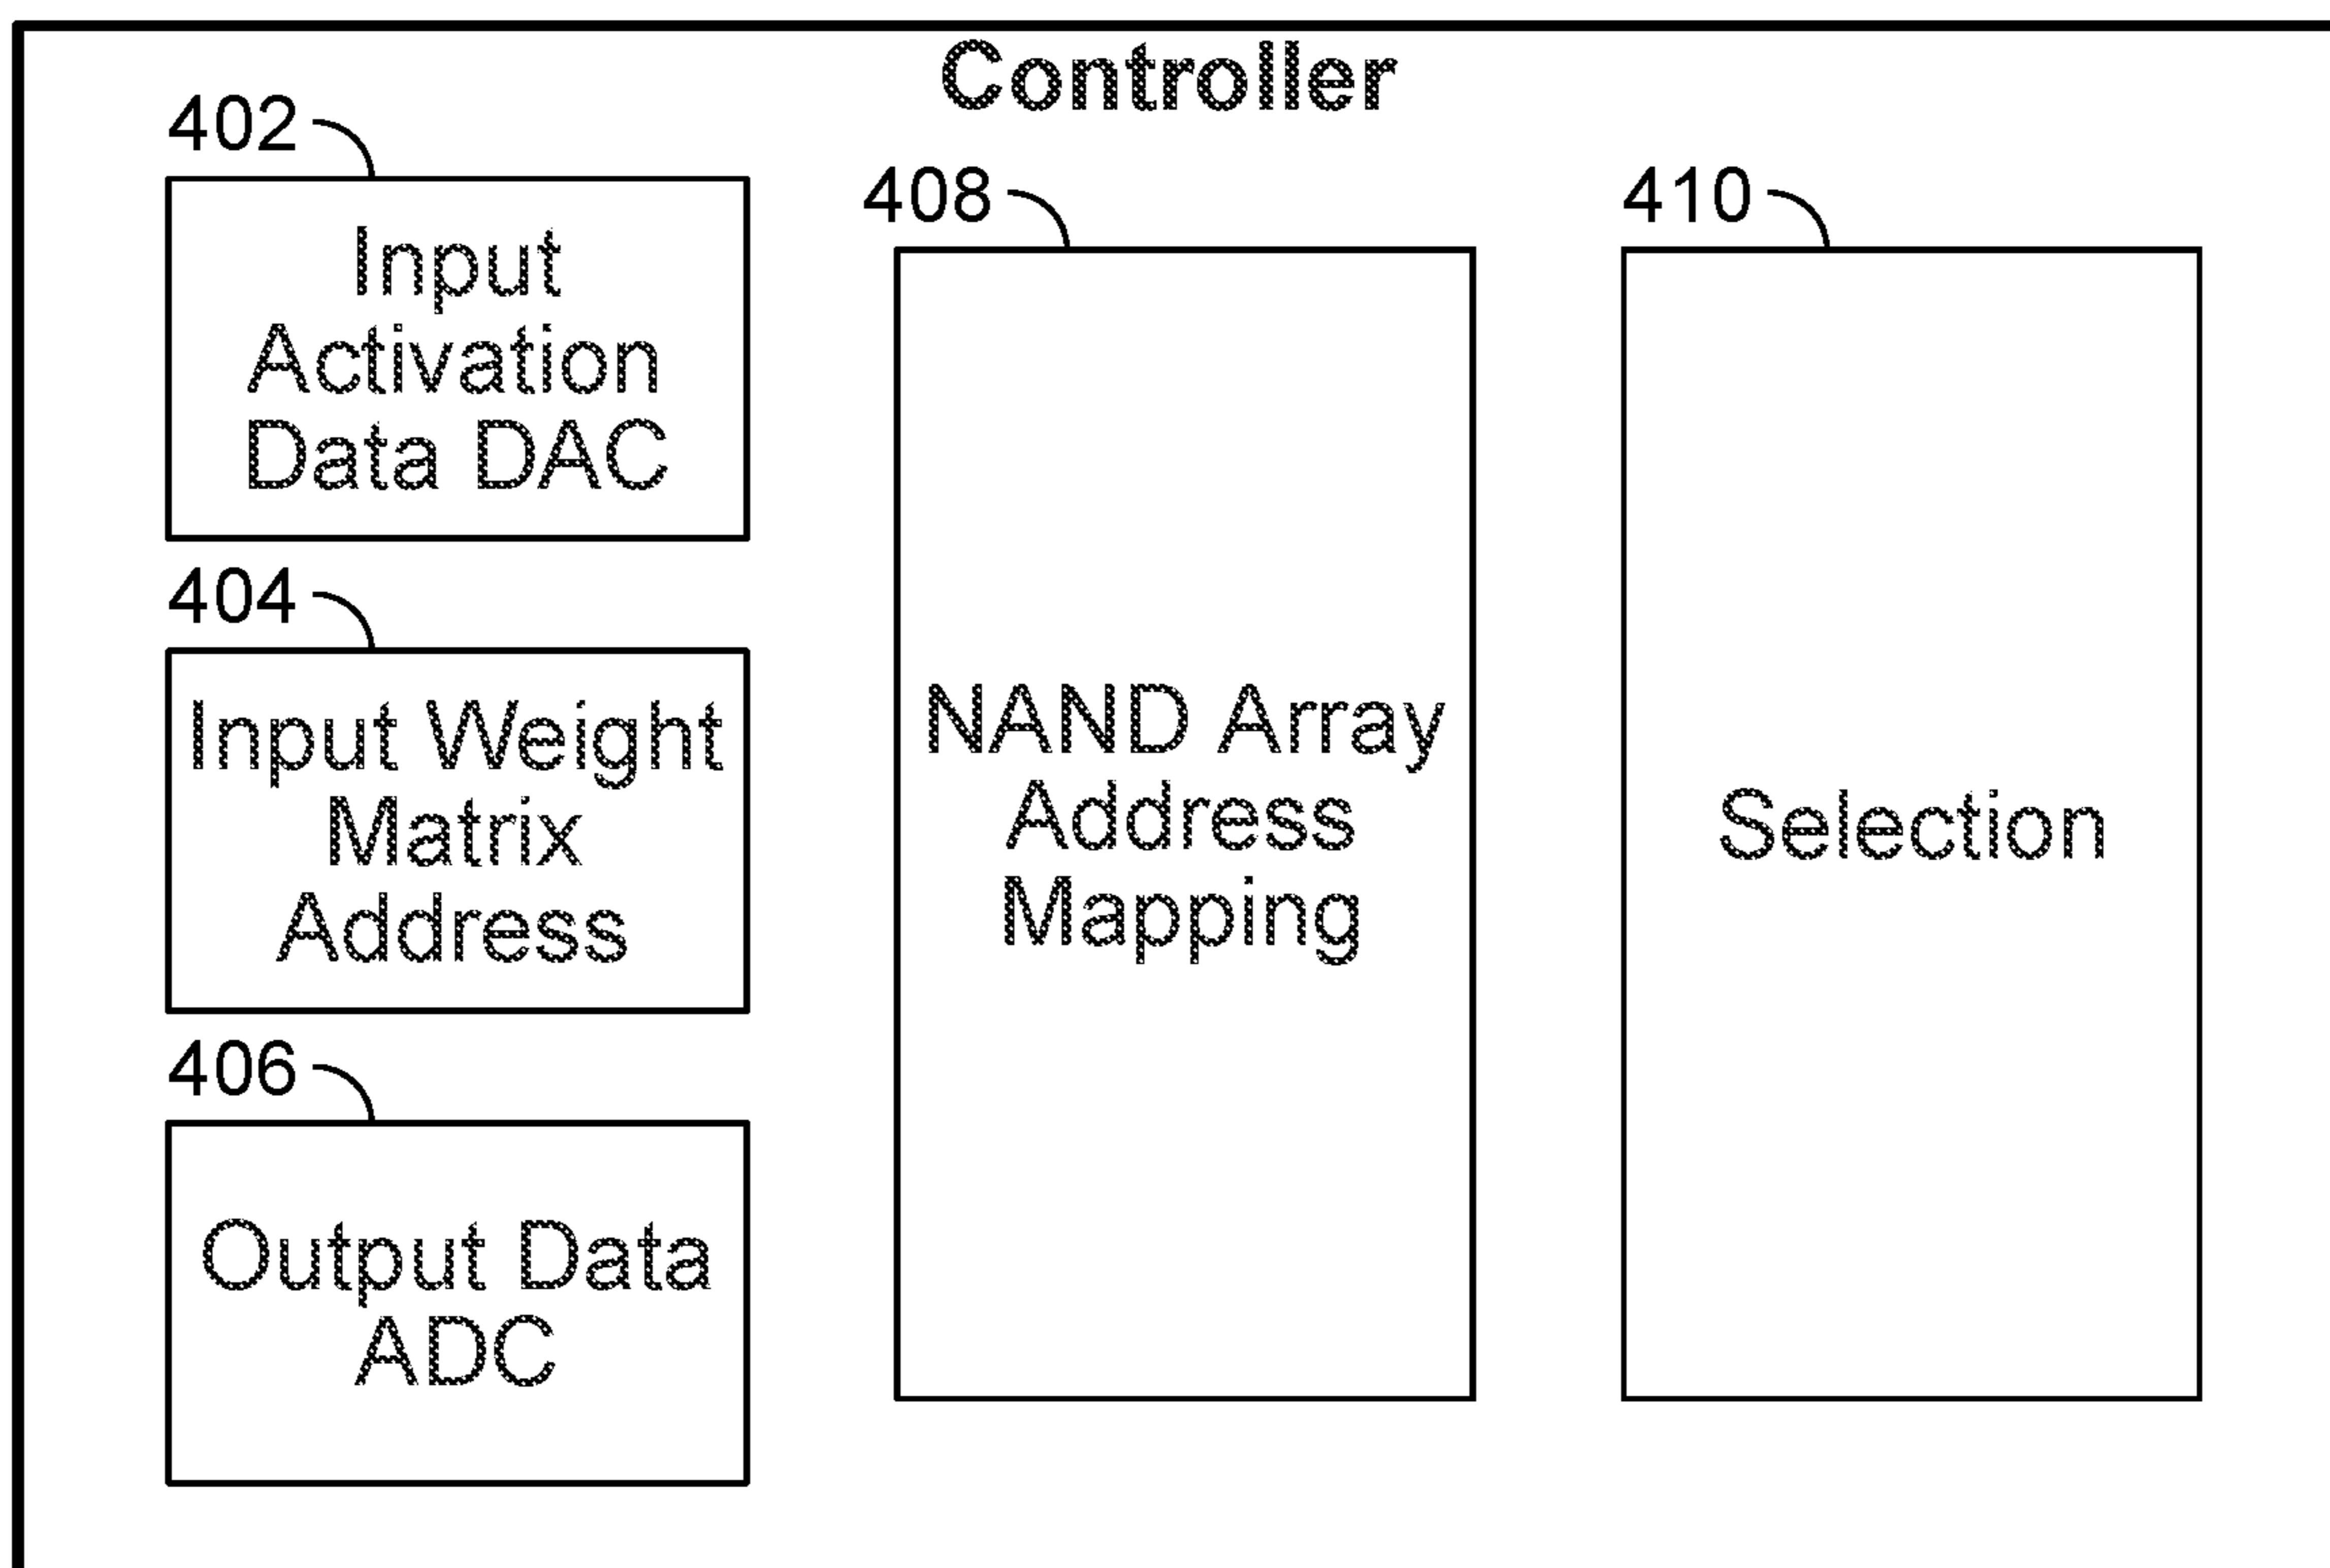 Controller
402
Input
Activation
Data DAC
404
Input Weight
Matrix
Address
406
Output Data
ADC
408
NAND Array
Address
Mapping
410
Selection